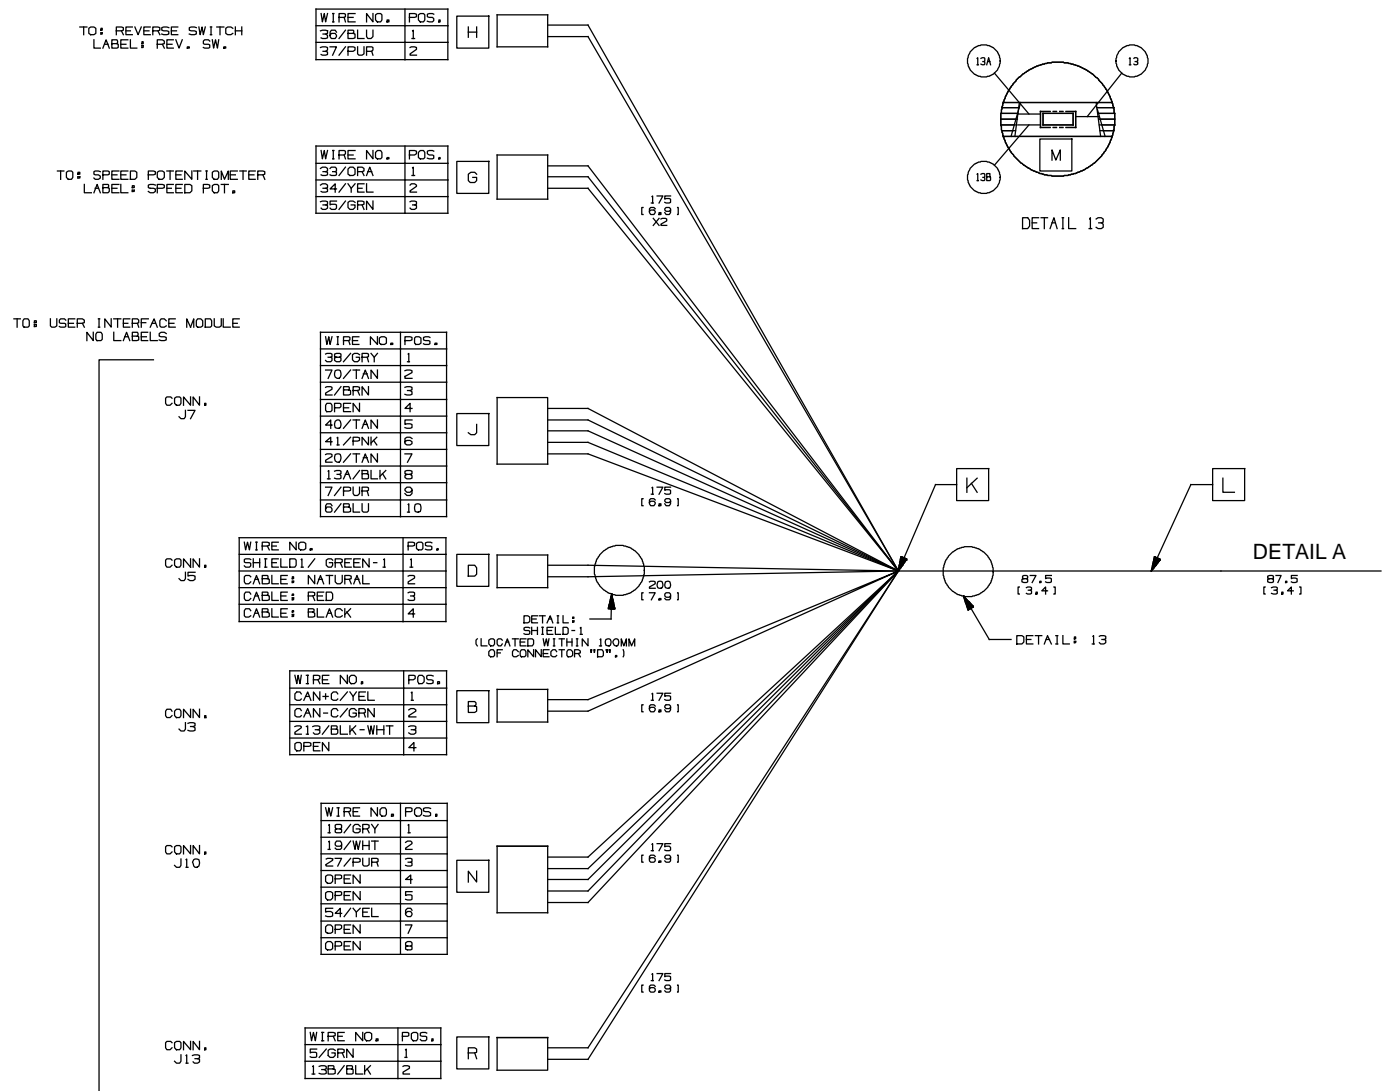 TO: REVERSE SWITCH
LABEL: REV. SW.
WIRE NO. POS.
36/BLU 1
37/PUR 2
H
13A
13
M
13B
DETAIL 13
TO: SPEED POTENTIOMETER
LABEL: SPEED POT.
WIRE NO. POS.
33/ORA 1
34/YEL 2
35/GRN 3
G
175
[6.9]
X2
TO: USER INTERFACE MODULE
NO LABELS
CONN.
J7
WIRE NO. POS.
38/GRY 1
70/TAN 2
2/BRN 3
OPEN 4
40/TAN 5
41/PNK 6
20/TAN 7
13A/BLK 8
7/PUR 9
6/BLU 10
J
175
[6.9]
K
L
CONN.
J5
WIRE NO. POS.
SHIELD1/ GREEN-1 1
CABLE: NATURAL 2
CABLE: RED 3
CABLE: BLACK 4
D
200
[7.9]
DETAIL:
SHIELD-1
(LOCATED WITHIN 100MM
OF CONNECTOR "D".)
87.5
[3.4]
DETAIL A
87.5
[3.4]
DETAIL: 13
CONN.
J3
WIRE NO. POS.
CAN+C/YEL 1
CAN-C/GRN 2
213/BLK-WHT 3
OPEN 4
B
175
[6.9]
CONN.
J10
WIRE NO. POS.
18/GRY 1
19/WHT 2
27/PUR 3
OPEN 4
OPEN 5
54/YEL 6
OPEN 7
OPEN 8
N
175
[6.9]
175
[6.9]
CONN.
J13
WIRE NO. POS.
5/GRN 1
13B/BLK 2
R